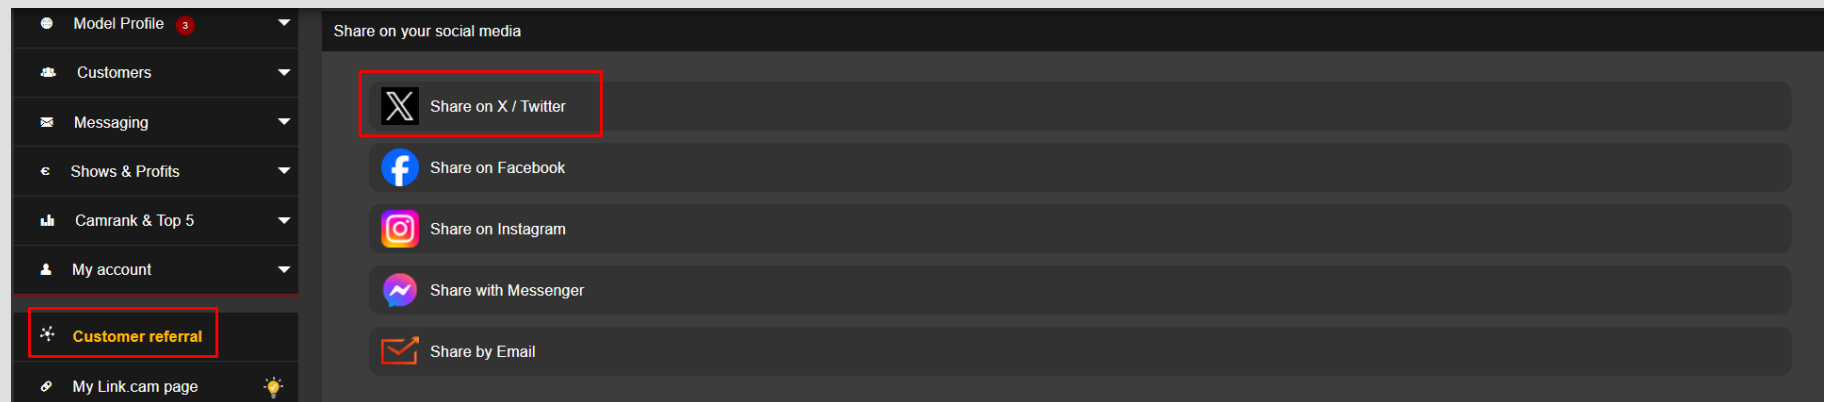 Model Profile 3
Customers
Messaging
Shows & Profits
Camrank & Top 5
My account
Customer referral
My Link.cam page
Share on your social media
Share on X / Twitter
Share on Facebook
Share on Instagram
Share with Messenger
Share by Email